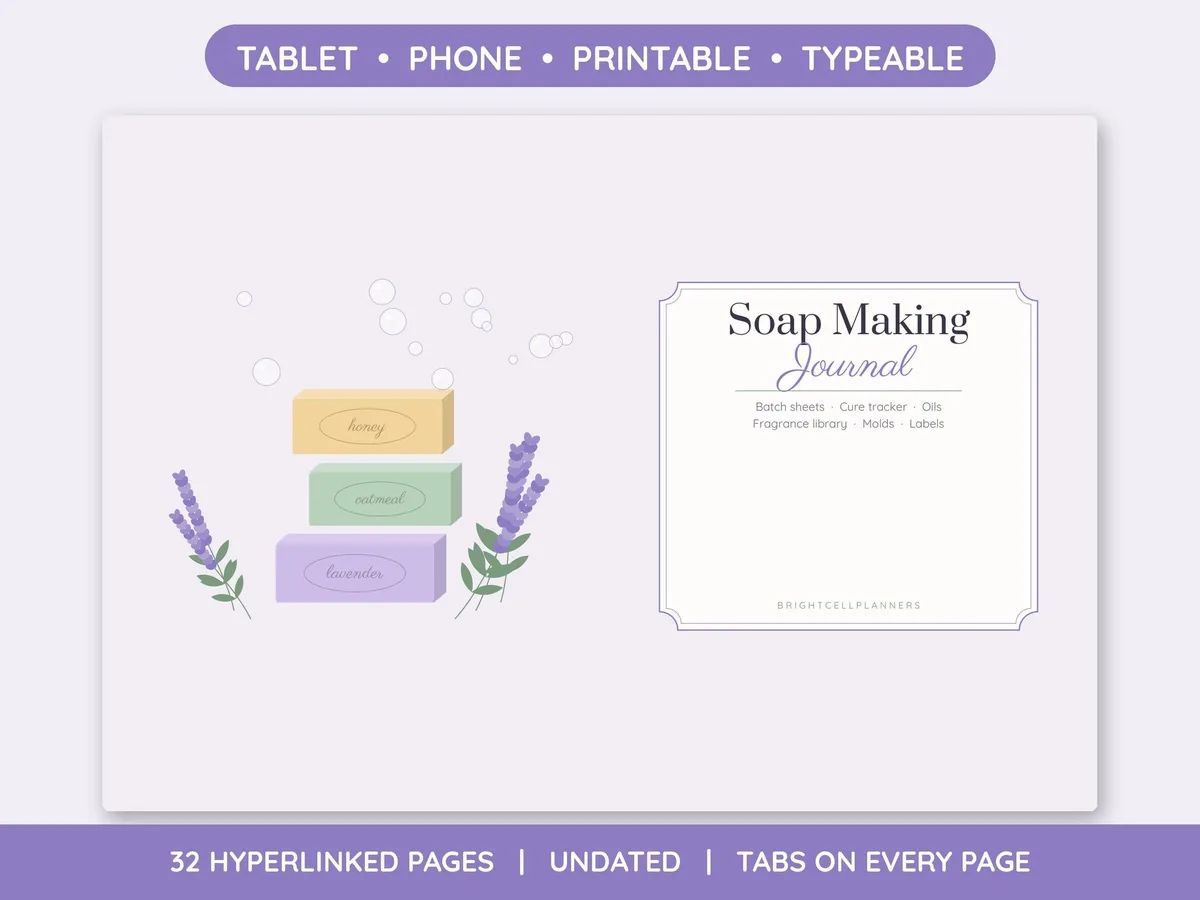 TABLET • PHONE • PRINTABLE • TYPEABLE
honey
oatmeal
lavender
Soap Making
Journal
Batch sheets · Cure tracker · Oils
Fragrance library · Molds · Labels
BRIGHTCELLPLANNERS
32 HYPERLINKED PAGES | UNDATED | TABS ON EVERY PAGE